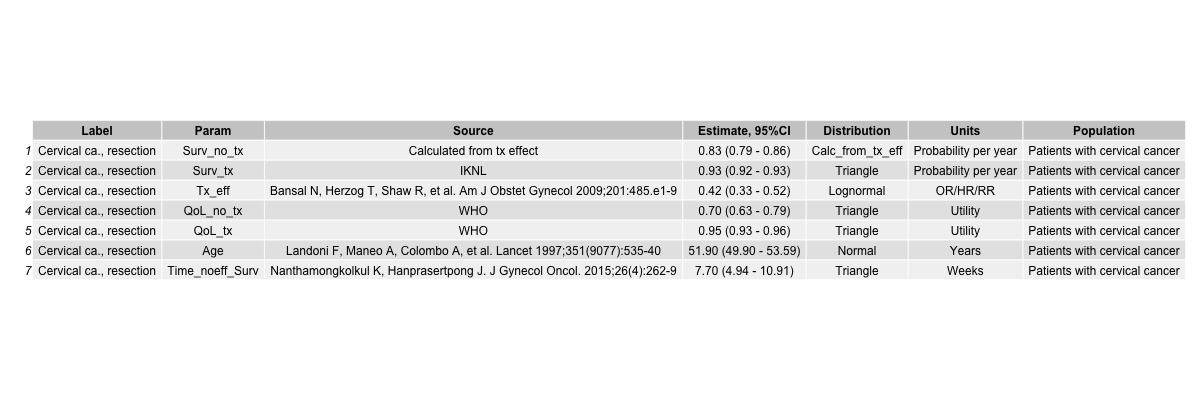 Label Param Source Estimate, 95%CI Distribution Units Population
1 Cervical ca., resection Surv_no_tx Calculated from tx effect 0.83 (0.79 - 0.86) Calc_from_tx_eff Probability per year Patients with cervical cancer
2 Cervical ca., resection Surv_tx IKNL 0.93 (0.92 - 0.93) Triangle Probability per year Patients with cervical cancer
3 Cervical ca., resection Tx_eff Bansal N, Herzog T, Shaw R, et al. Am J Obstet Gynecol 2009;201:485.e1-9 0.42 (0.33 - 0.52) Lognormal OR/HR/RR Patients with cervical cancer
4 Cervical ca., resection QoL_no_tx WHO 0.70 (0.63 - 0.79) Triangle Utility Patients with cervical cancer
5 Cervical ca., resection QoL_tx WHO 0.95 (0.93 - 0.96) Triangle Utility Patients with cervical cancer
6 Cervical ca., resection Age Landoni F, Maneo A, Colombo A, et al. Lancet 1997;351(9077):535-40 51.90 (49.90 - 53.59) Normal Years Patients with cervical cancer
7 Cervical ca., resection Time_noeff_Surv Nanthamongkolkul K, Hanprasertpong J. J Gynecol Oncol. 2015;26(4):262-9 7.70 (4.94 - 10.91) Triangle Weeks Patients with cervical cancer